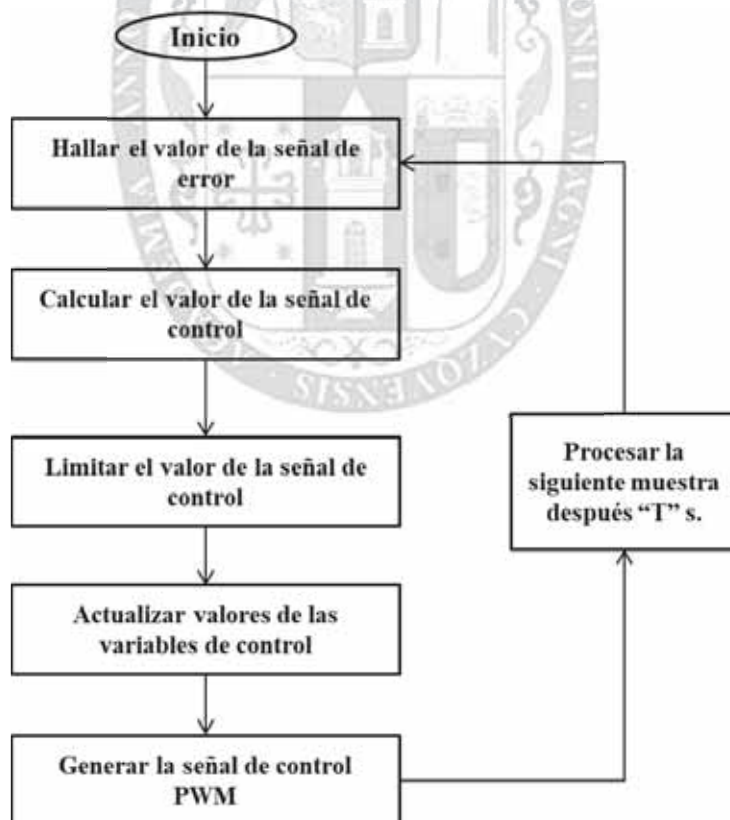 Inicio
Hallar el valor de la señal de
error
Calcular el valor de la señal de
control
Limitar el valor de la señal de
control
Actualizar valores de las
variables de control
Generar la señal de control
PWM
Procesar la
siguiente muestra
después “T” s.
MAGNI · CVZQVENSIS